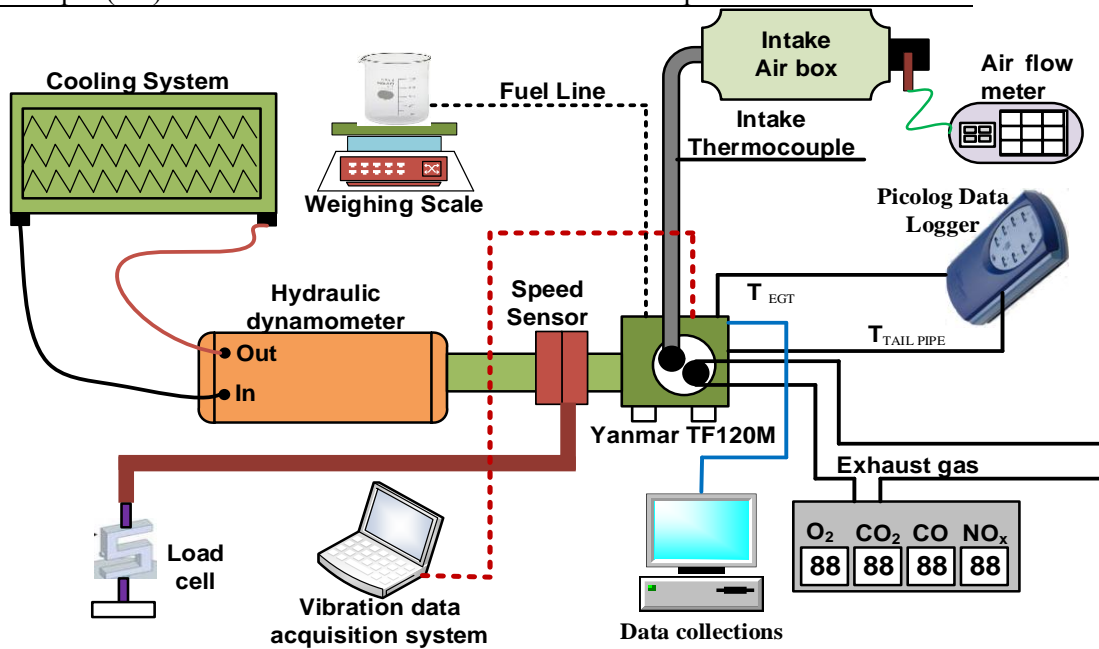 Intake
Air box
Cooling System
Air flow
meter
Fuel Line
Intake
Thermocouple
Weighing Scale
Picolog Data
Logger
Hydraulic
dynamometer
Speed
Sensor
T EGT
T TAIL PIPE
Out
In
Yanmar TF120M
Exhaust gas
O2 CO2 CO NOx
88 88 88 88
Load
cell
Vibration data
acquisition system
Data collections